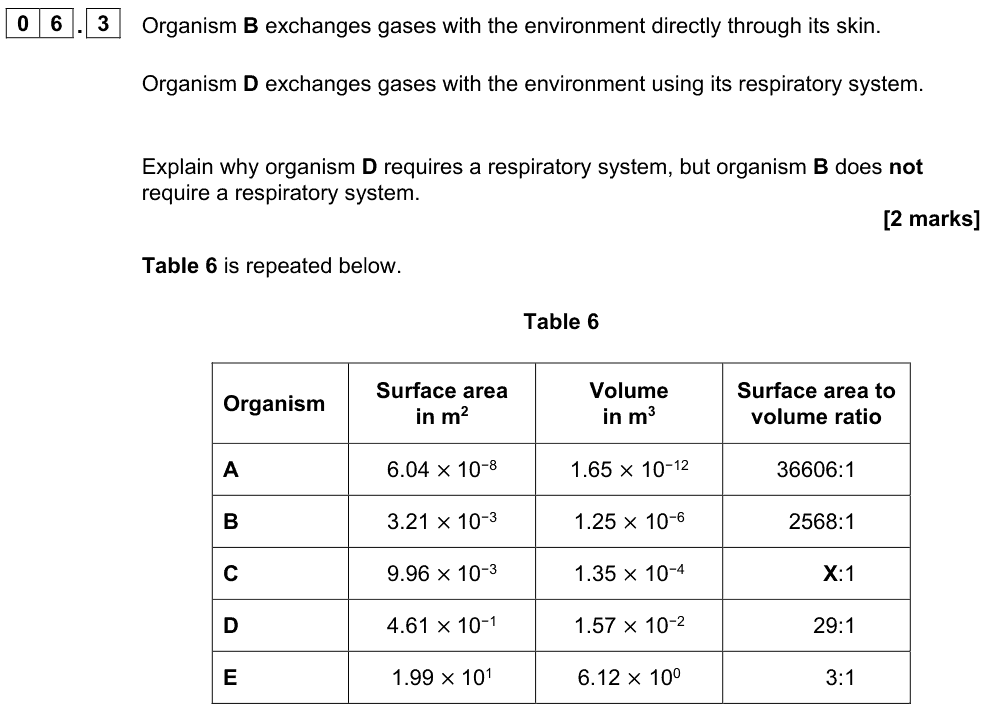 0 6 . 3 Organism B exchanges gases with the environment directly through its skin.
Organism D exchanges gases with the environment using its respiratory system.
Explain why organism D requires a respiratory system, but organism B does not
require a respiratory system.
[2 marks]
Table 6 is repeated below.
Table 6
Organism Surface area in m² Volume in m³ Surface area to volume ratio
A 6.04 × 10⁻⁸ 1.65 × 10⁻¹² 36606:1
B 3.21 × 10⁻³ 1.25 × 10⁻⁶ 2568:1
C 9.96 × 10⁻³ 1.35 × 10⁻⁴ X:1
D 4.61 × 10⁻¹ 1.57 × 10⁻² 29:1
E 1.99 × 10¹ 6.12 × 10⁰ 3:1